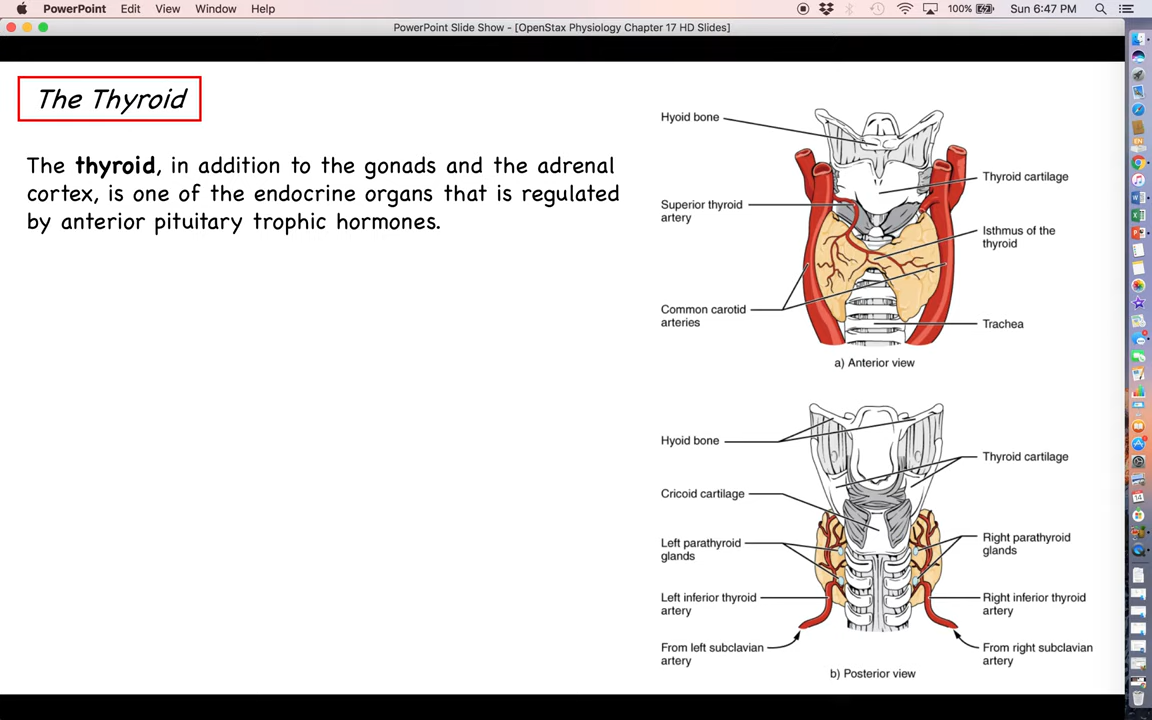 PowerPoint Edit View Window Help 100% Sun 6:47 PM
PowerPoint Slide Show - [OpenStax Physiology Chapter 17 HD Slides]
The Thyroid
The thyroid, in addition to the gonads and the adrenal
cortex, is one of the endocrine organs that is regulated
by anterior pituitary trophic hormones.
Hyoid bone
Thyroid cartilage
Superior thyroid
artery
Isthmus of the
thyroid
Common carotid
arteries
Trachea
a) Anterior view
Hyoid bone
Thyroid cartilage
Cricoid cartilage
Left parathyroid
glands
Right parathyroid
glands
Left inferior thyroid
artery
Right inferior thyroid
artery
From left subclavian
artery
From right subclavian
artery
b) Posterior view